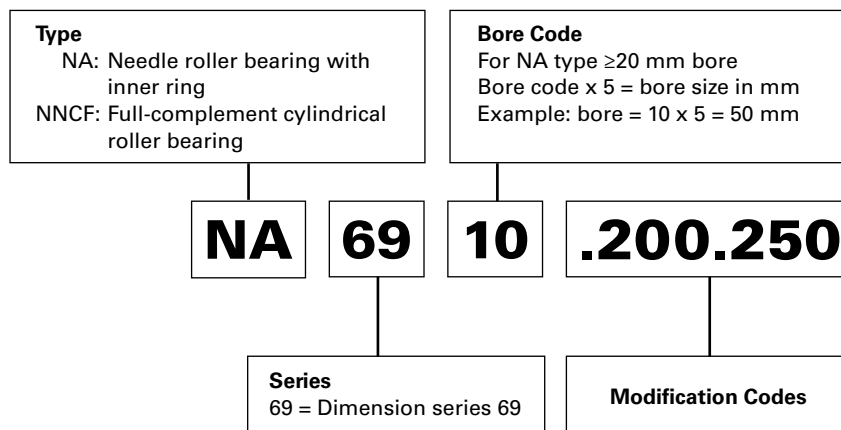 Type
NA: Needle roller bearing with
inner ring
NNCF: Full-complement cylindrical
roller bearing
Bore Code
For NA type ≥20 mm bore
Bore code x 5 = bore size in mm
Example: bore = 10 x 5 = 50 mm
NA 69 10 .200.250
Series
69 = Dimension series 69
Modification Codes